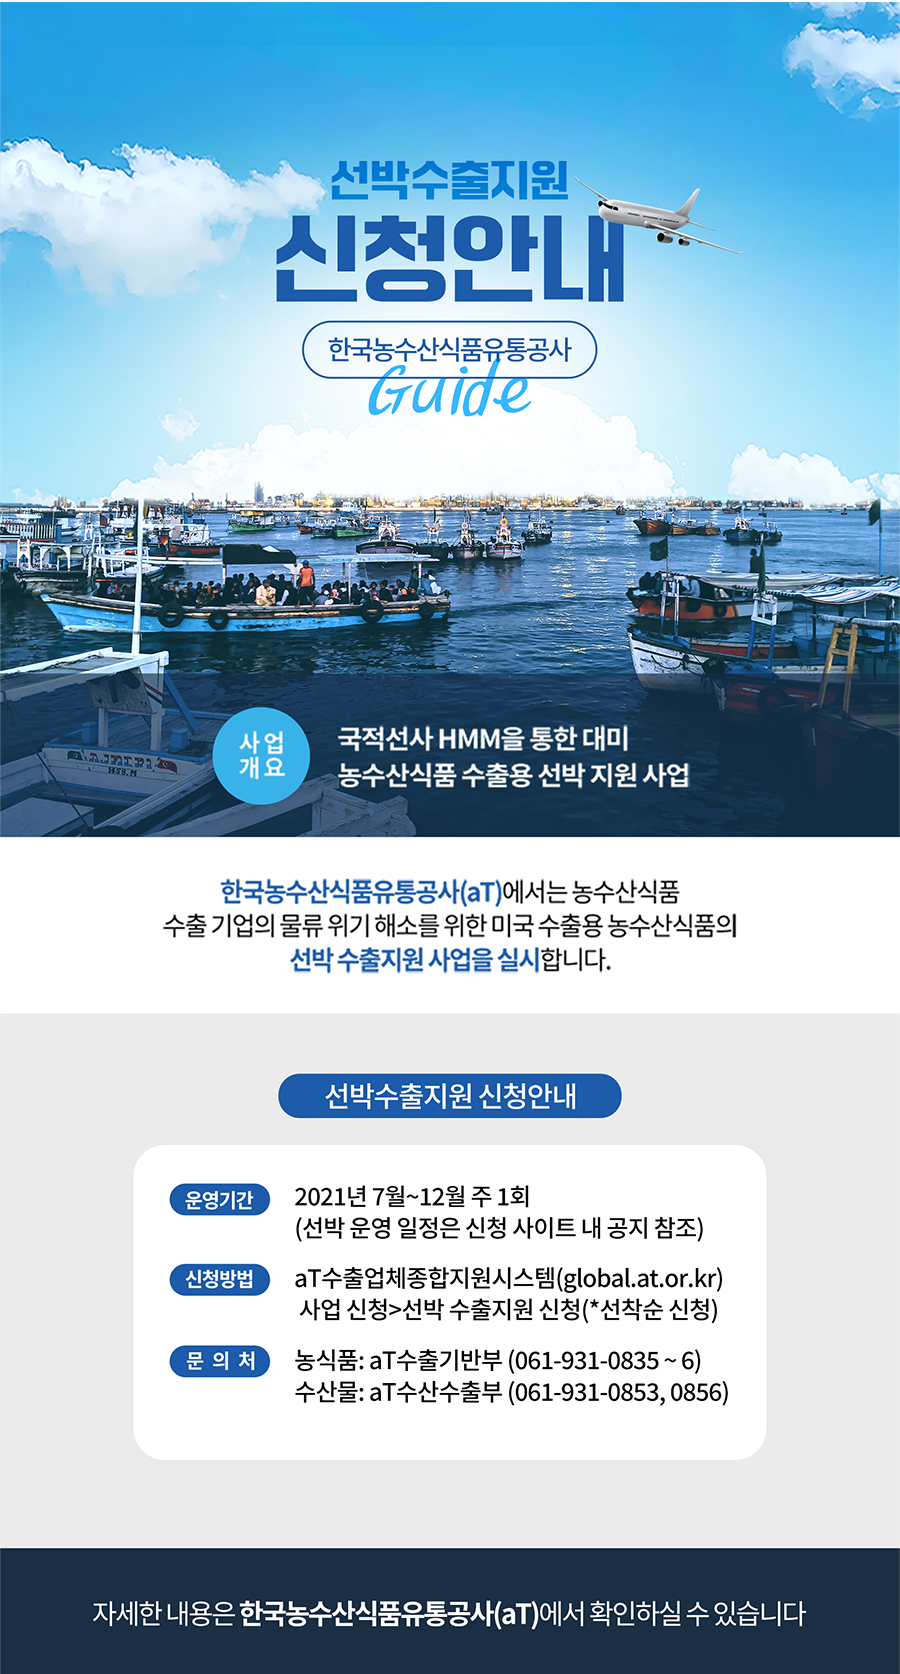 선박수출지원
신청안내
한국농수산식품유통공사
Guide
AJMERI
HSB.M
사업
개요
국적선사 HMM을 통한 대미
농수산식품 수출용 선박 지원 사업
한국농수산식품유통공사(aT)에서는 농수산식품
수출 기업의 물류 위기 해소를 위한 미국 수출용 농수산식품의
선박 수출지원 사업을 실시합니다.
선박수출지원 신청안내
운영기간
2021년 7월~12월 주 1회
(선박 운영 일정은 신청 사이트 내 공지 참조)
신청방법
aT수출업체종합지원시스템(global.at.or.kr)
사업 신청>선박 수출지원 신청(*선착순 신청)
문 의 처
농식품: aT수출기반부 (061-931-0835 ~ 6)
수산물: aT수산수출부 (061-931-0853, 0856)
자세한 내용은 한국농수산식품유통공사(aT)에서 확인하실 수 있습니다